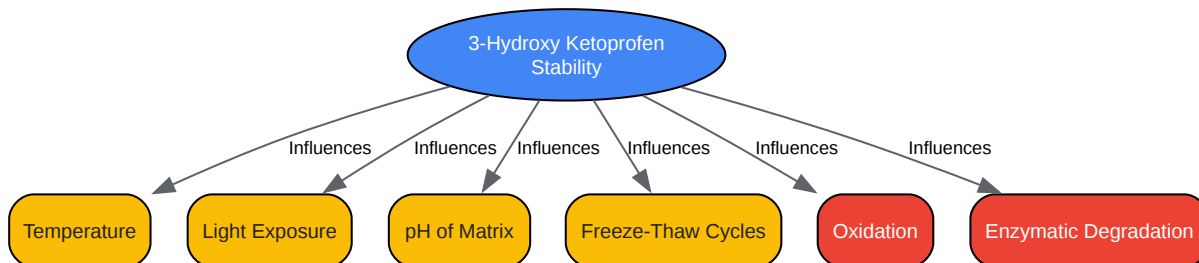 3-Hydroxy Ketoprofen
Stability
Influences
Influences
Influences
Influences
Influences
Influences
Temperature
Light Exposure
pH of Matrix
Freeze-Thaw Cycles
Oxidation
Enzymatic Degradation